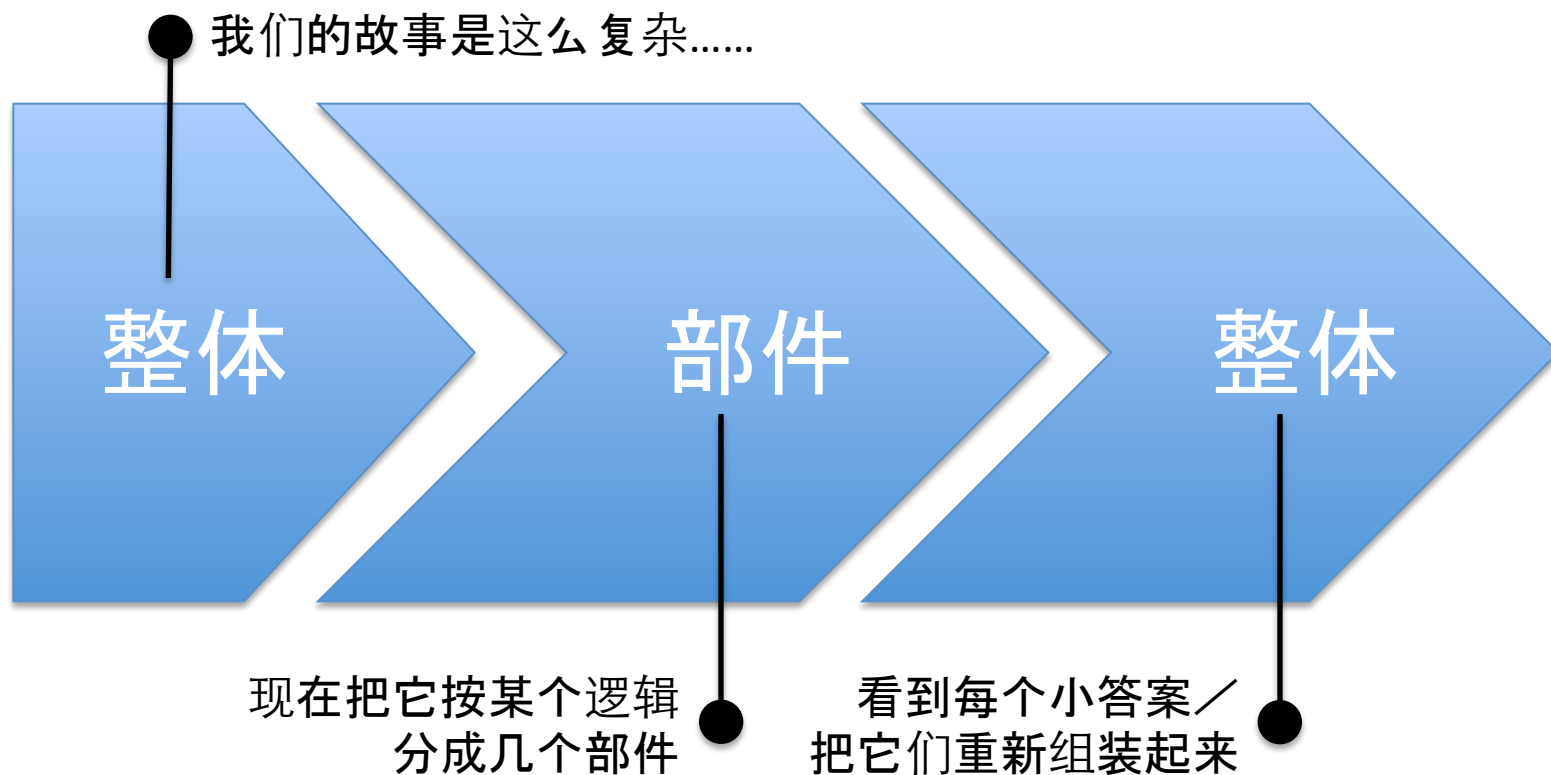 我们的故事是这么复杂……
整体
部件
整体
现在把它按某个逻辑
分成几个部件
看到每个小答案／
把它们重新组装起来